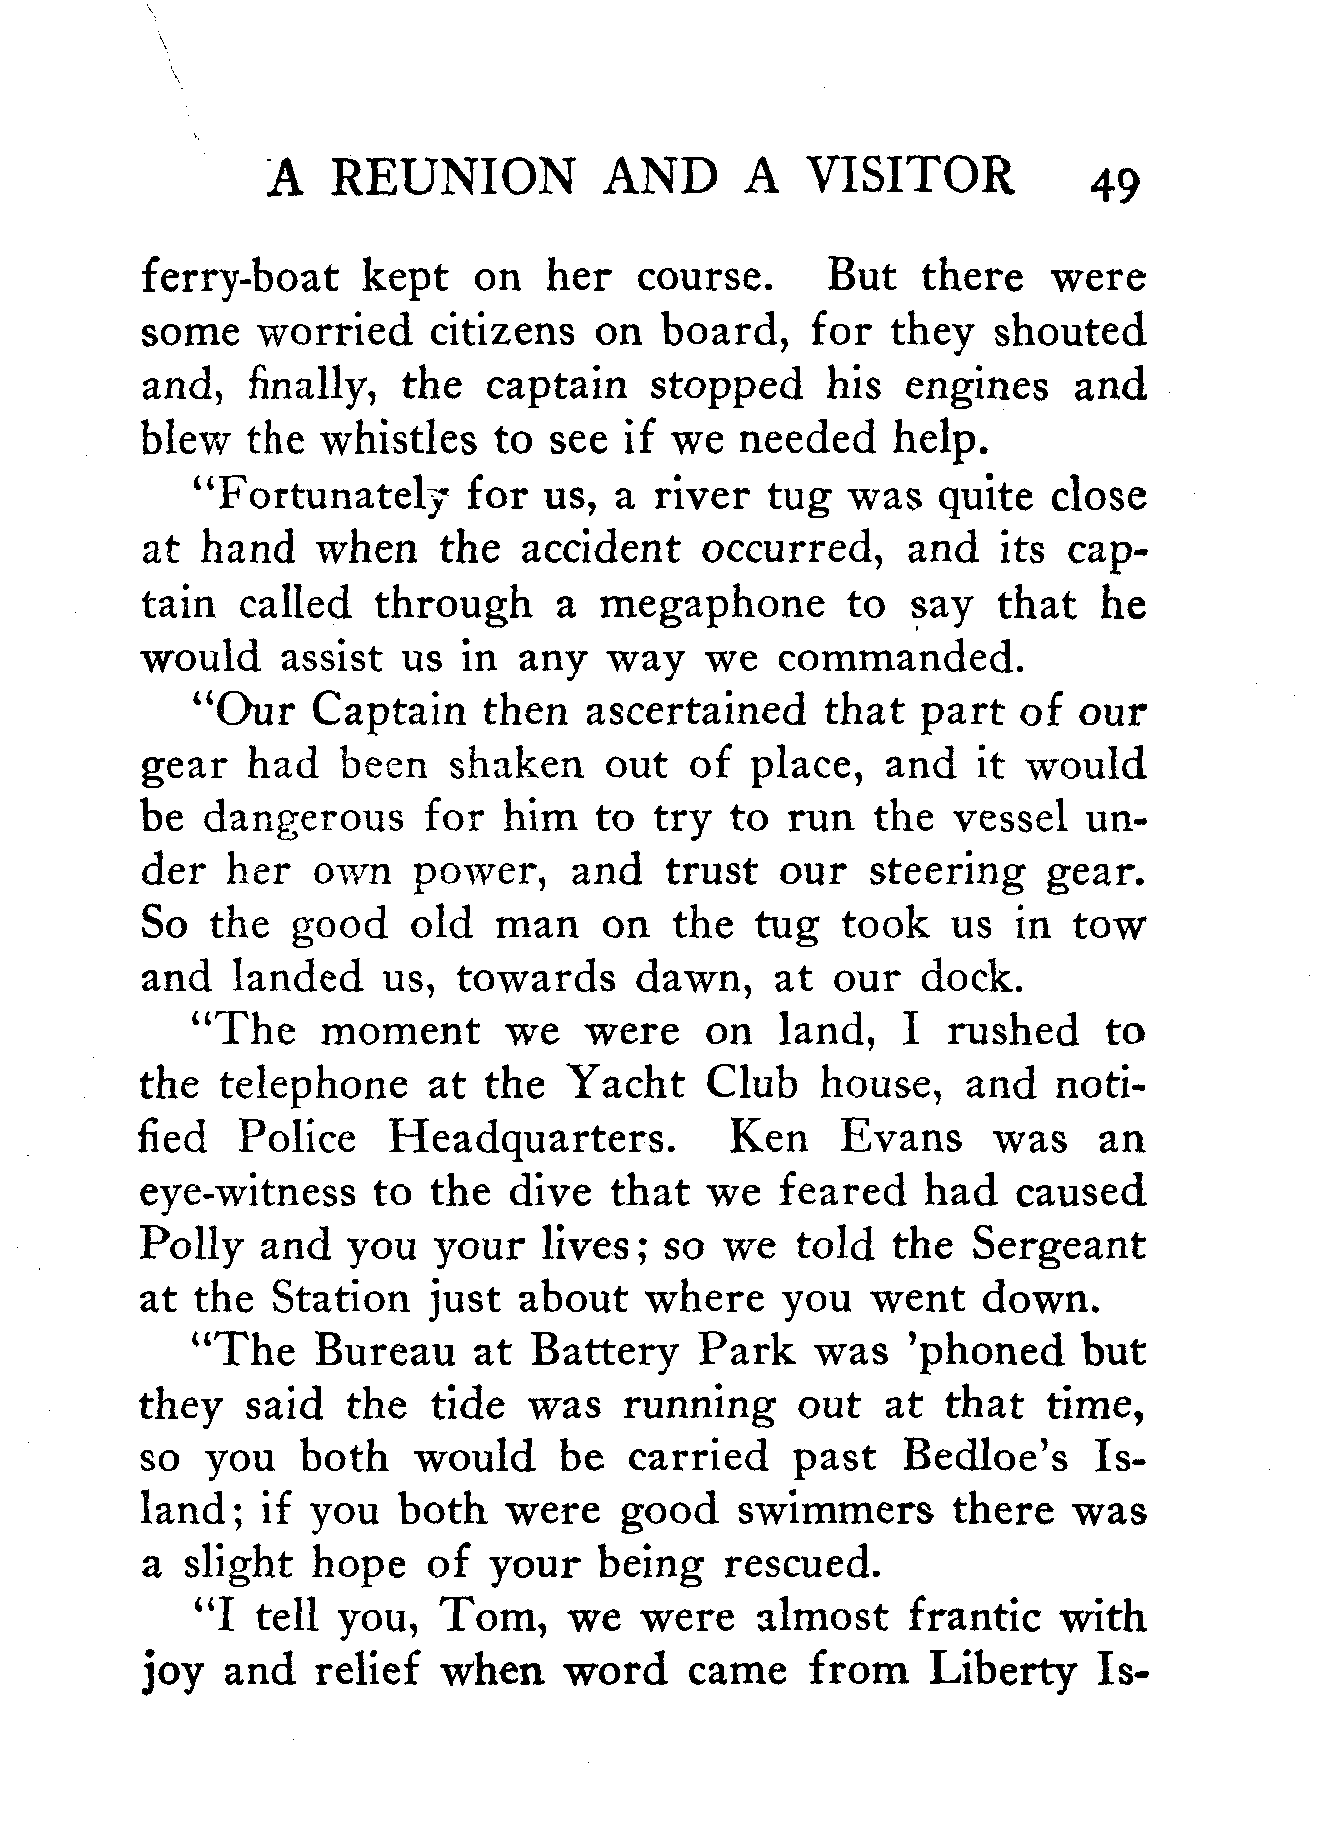 A REUNION AND A VISITOR 49
ferry-boat kept on her course. But there were
some worried citizens on board, for they shouted
and, finally, the captain stopped his engines and
blew the whistles to see if we needed help.
“Fortunately for us, a river tug was quite close
at hand when the accident occurred, and its cap-
tain called through a megaphone to say that he
would assist us in any way we commanded.
“Our Captain then ascertained that part of our
gear had been shaken out of place, and it would
be dangerous for him to try to run the vessel un-
der her own power, and trust our steering gear.
So the good old man on the tug took us in tow
and landed us, towards dawn, at our dock.
“The moment we were on land, I rushed to
the telephone at the Yacht Club house, and noti-
fied Police Headquarters. Ken Evans was an
eye-witness to the dive that we feared had caused
Polly and you your lives; so we told the Sergeant
at the Station just about where you went down.
“The Bureau at Battery Park was ’phoned but
they said the tide was running out at that time,
so you both would be carried past Bedloe’s Is-
land; if you both were good swimmers there was
a slight hope of your being rescued.
“I tell you, Tom, we were almost frantic with
joy and relief when word came from Liberty Is-